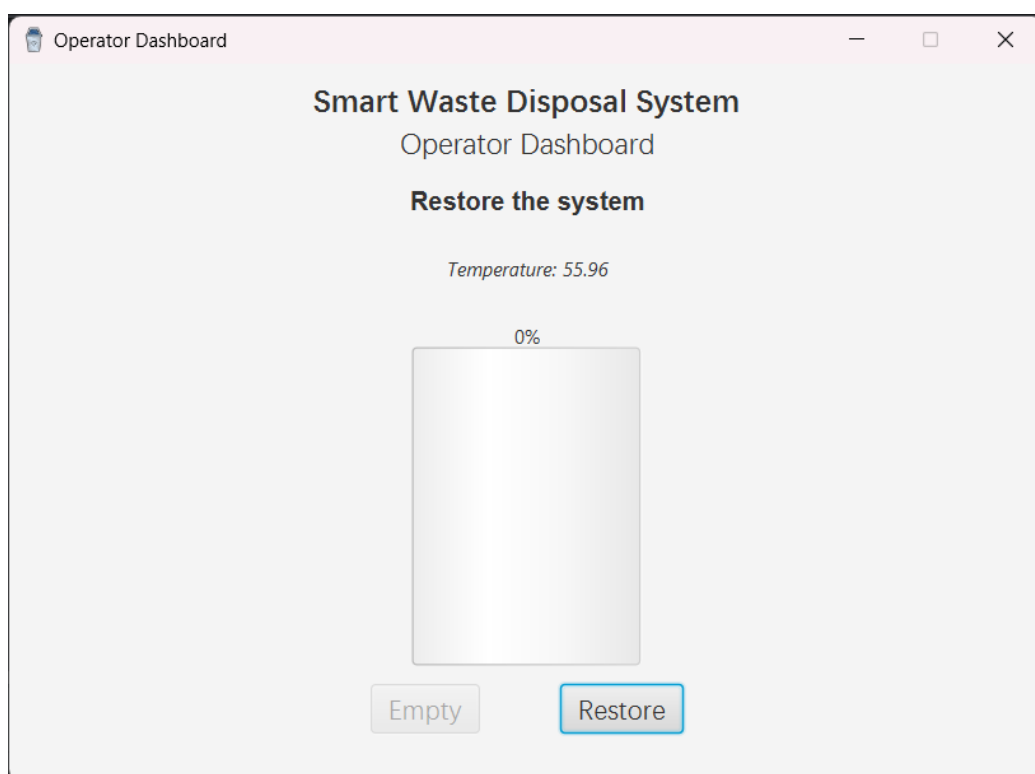 Operator Dashboard
Smart Waste Disposal System
Operator Dashboard
Restore the system
Temperature: 55.96
0%
Empty
Restore